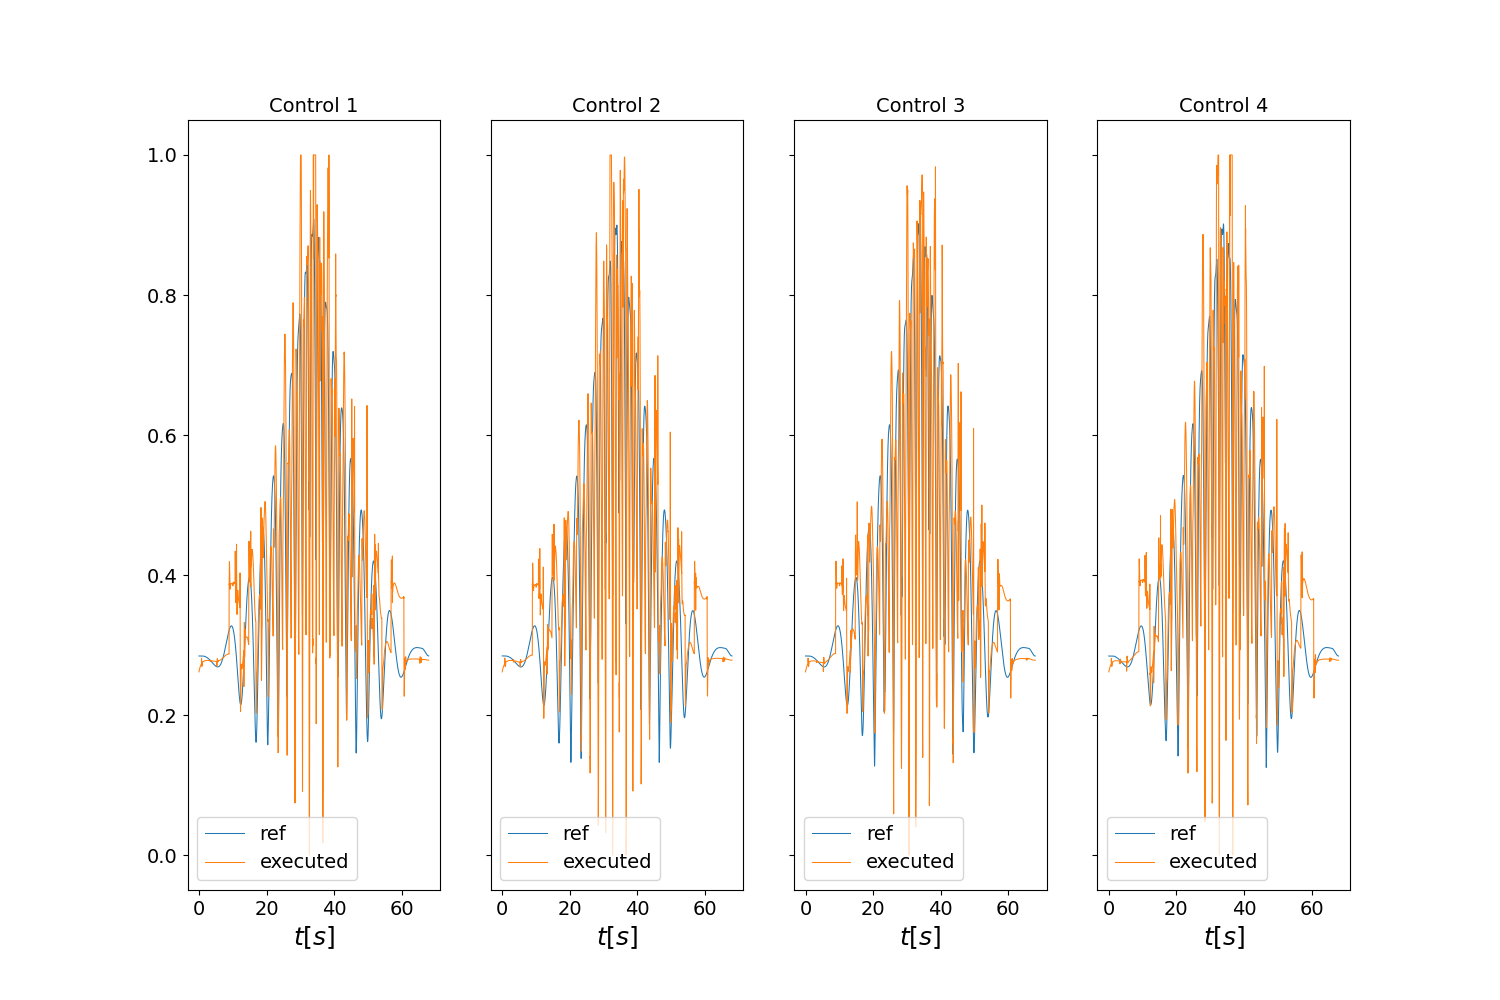 Control 1 Control 2 Control 3 Control 4
1.0
0.8
0.6
0.4
0.2
0.0
ref ref ref ref
executed executed executed executed
0 20 40 60 0 20 40 60 0 20 40 60 0 20 40 60
t[s] t[s] t[s] t[s]